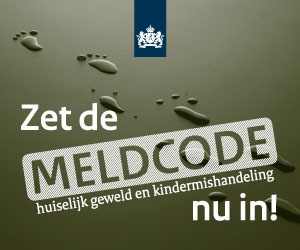 Zet de
MELDCODE
huiselijk geweld en kindermishandeling
nu in!